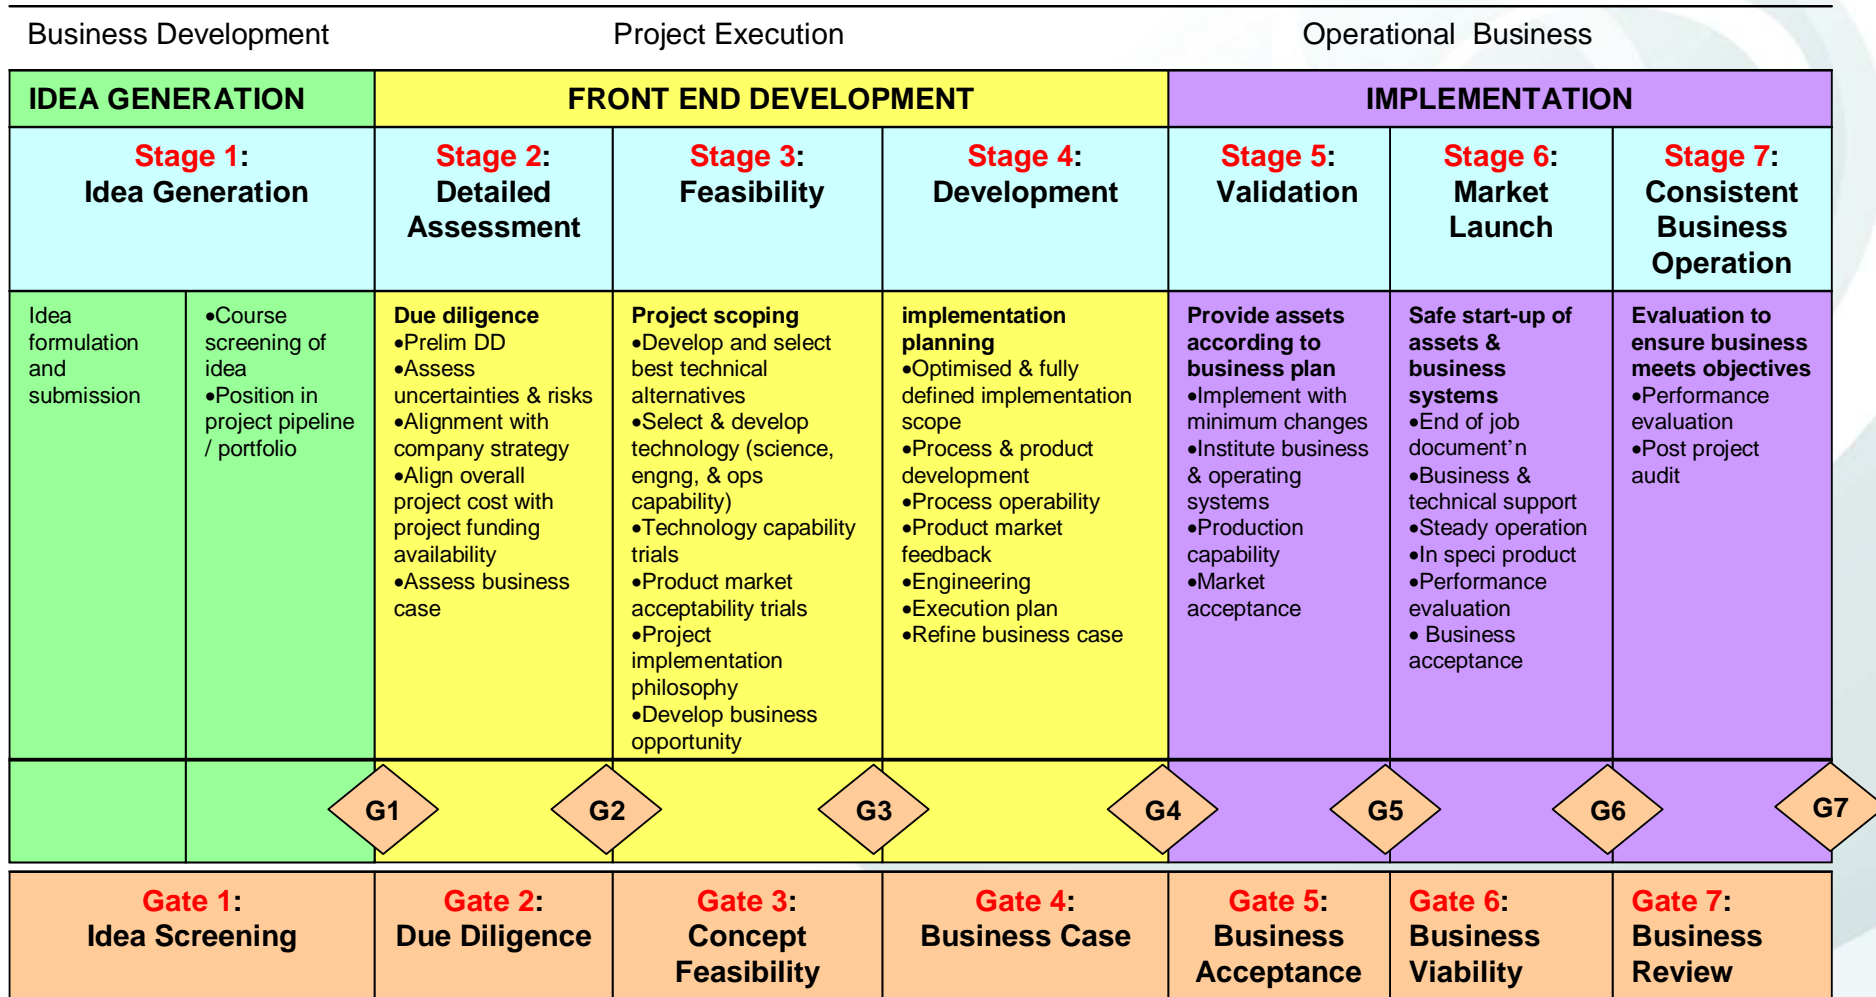 Business Development
Project Execution
Operational Business
IDEA GENERATION
FRONT END DEVELOPMENT
IMPLEMENTATION
Stage 1:
Idea Generation
Stage 2:
Detailed
Assessment
Stage 3:
Feasibility
Stage 4:
Development
Stage 5:
Validation
Stage 6:
Market
Launch
Stage 7:
Consistent
Business
Operation
Idea
formulation
and
submission
•Course
screening of
idea
•Position in
project pipeline
/ portfolio
Due diligence
•Prelim DD
•Assess
uncertainties & risks
•Alignment with
company strategy
•Align overall
project cost with
project funding
availability
•Assess business
case
Project scoping
•Develop and select
best technical
alternatives
•Select & develop
technology (science,
engng, & ops
capability)
•Technology capability
trials
•Product market
acceptability trials
•Project
implementation
philosophy
•Develop business
opportunity
implementation
planning
•Optimised & fully
defined implementation
scope
•Process & product
development
•Process operability
•Product market
feedback
•Engineering
•Execution plan
•Refine business case
Provide assets
according to
business plan
•Implement with
minimum changes
•Institute business
& operating
systems
•Production
capability
•Market
acceptance
Safe start-up of
assets &
business
systems
•End of job
document’n
•Business &
technical support
•Steady operation
•In speci product
•Performance
evaluation
• Business
acceptance
Evaluation to
ensure business
meets objectives
•Performance
evaluation
•Post project
audit
G1
G2
G3
G4
G5
G6
G7
Gate 1:
Idea Screening
Gate 2:
Due Diligence
Gate 3:
Concept
Feasibility
Gate 4:
Business Case
Gate 5:
Business
Acceptance
Gate 6:
Business
Viability
Gate 7:
Business
Review